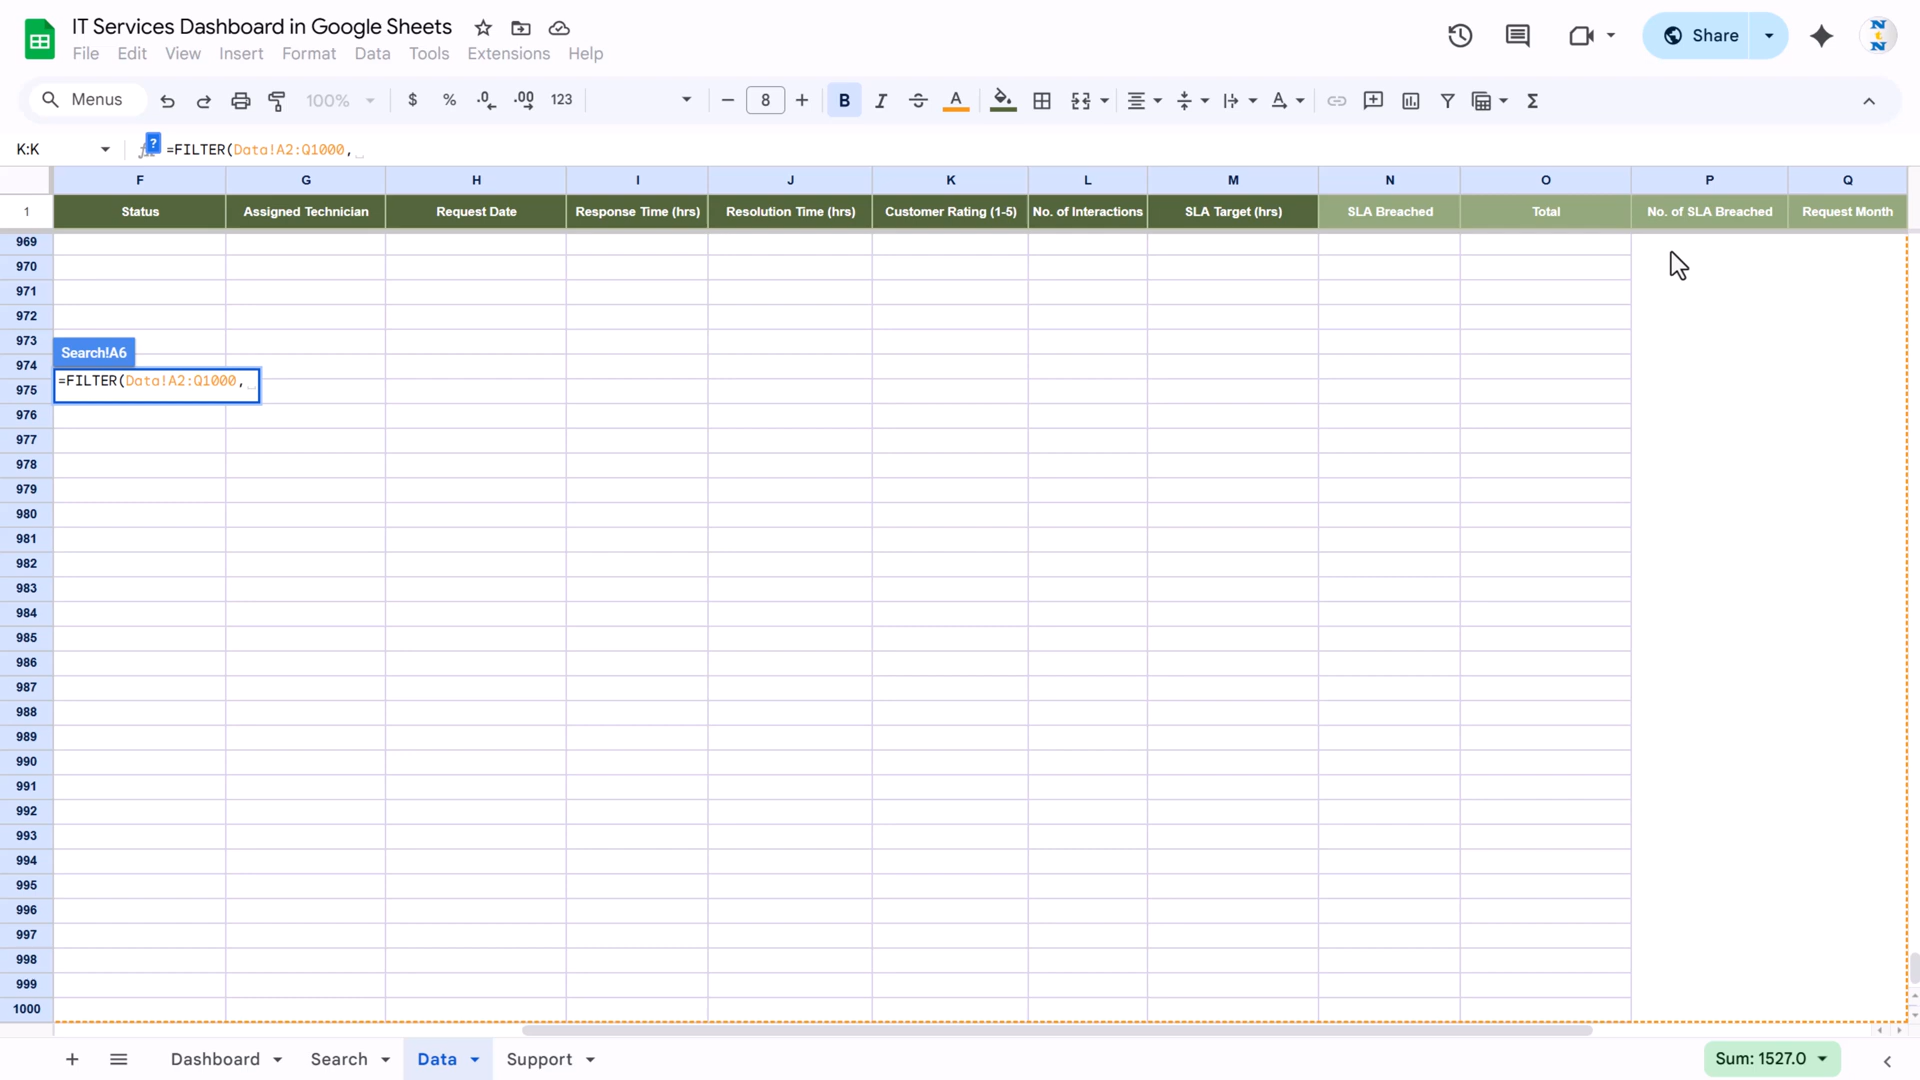 IT Services Dashboard in Google Sheets
File Edit View Insert Format Data Tools Extensions Help
Share
N
t
N
Menus 100% $ % .0 .00 123 8 B I A Σ
K:K ? =FILTER(Data!A2:Q1000,
F G H I J K L M N O P Q
1 Status Assigned Technician Request Date Response Time (hrs) Resolution Time (hrs) Customer Rating (1-5) No. of Interactions SLA Target (hrs) SLA Breached Total No. of SLA Breached Request Month
969
970
971
972
973
Search!A6
974
=FILTER(Data!A2:Q1000,
975
976
977
978
979
980
981
982
983
984
985
986
987
988
989
990
991
992
993
994
995
996
997
998
999
1000
Dashboard Search Data Support Sum: 1527.0